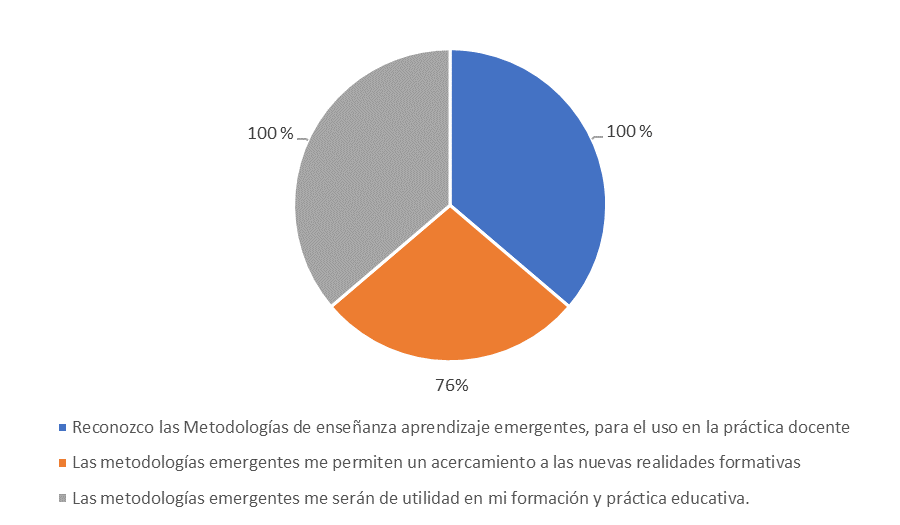 100 %
100 %
76%
Reconozco las Metodologías de enseñanza aprendizaje emergentes, para el uso en la práctica docente
Las metodologías emergentes me permiten un acercamiento a las nuevas realidades formativas
Las metodologías emergentes me serán de utilidad en mi formación y práctica educativa.